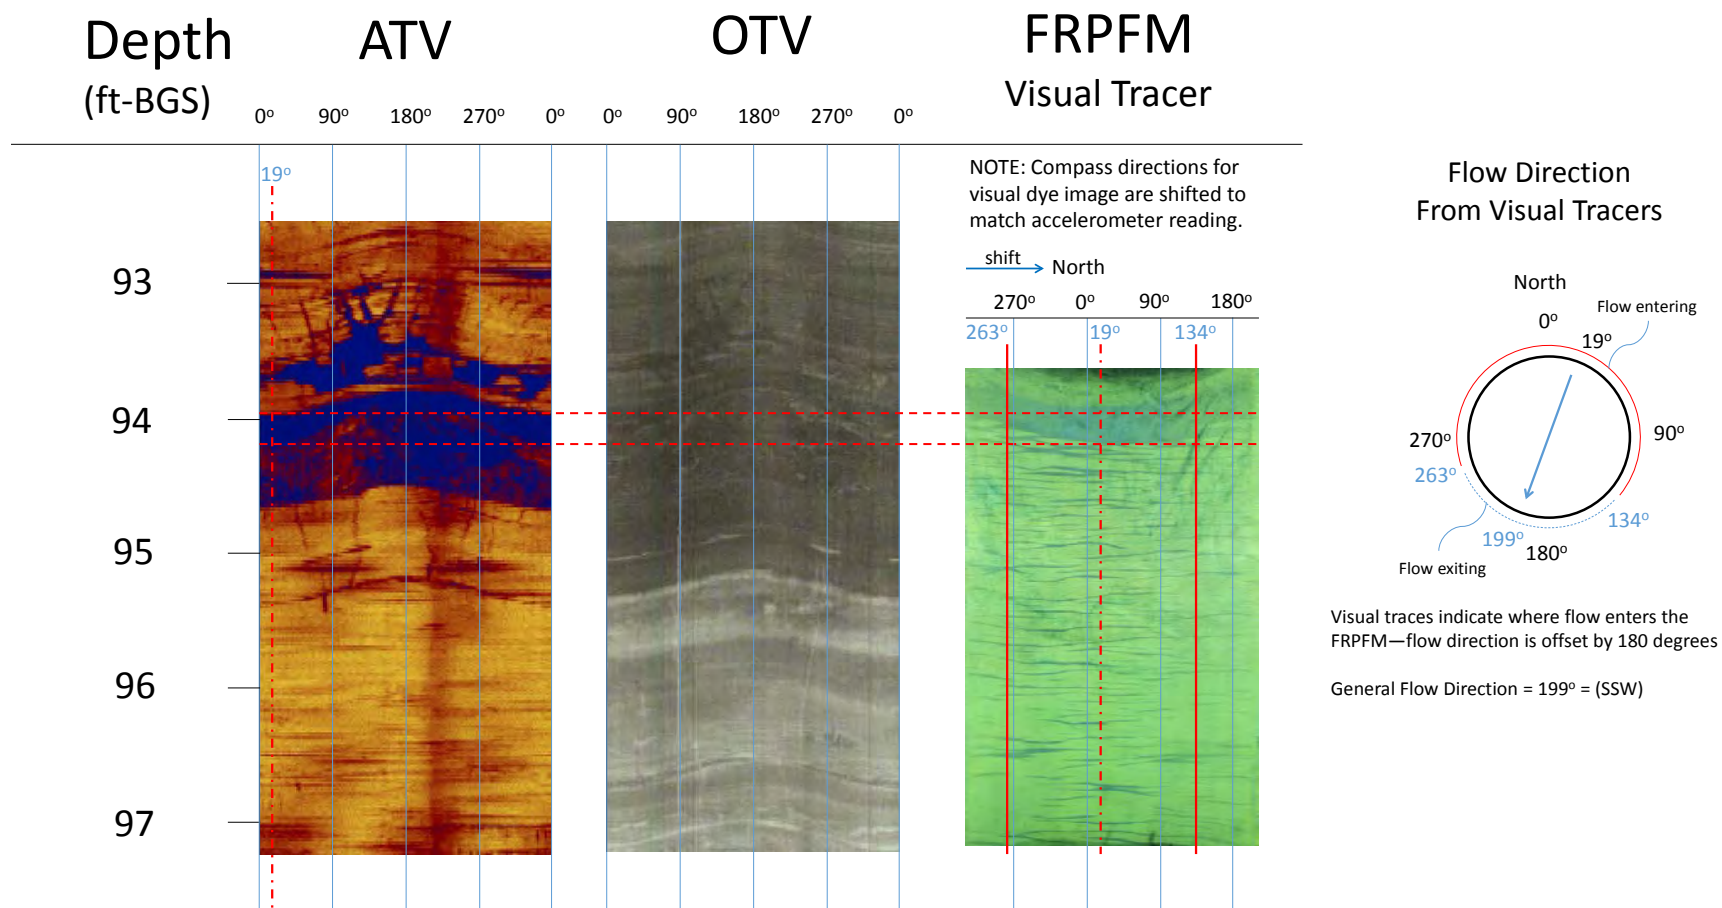 Depth
(ft-BGS)
ATV
OTV
FRPFM
Visual Tracer
0º 90º 180º 270º 0º
0º 90º 180º 270º 0º
19º
NOTE: Compass directions for
visual dye image are shifted to
match accelerometer reading.
shift
North
270º 0º 90º 180º
263º 19º 134º
93
94
95
96
97
Flow Direction
From Visual Tracers
North
Flow entering
0º
19º
270º
90º
263º
134º
199º
180º
Flow exiting
Visual traces indicate where flow enters the
FRPFM—flow direction is offset by 180 degrees
General Flow Direction = 199º = (SSW)